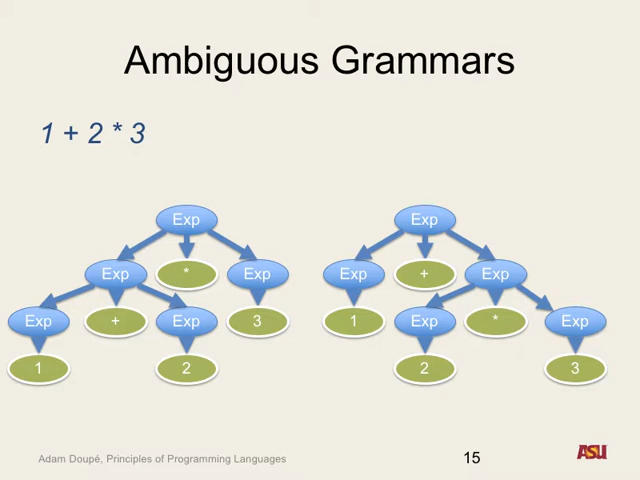 Ambiguous Grammars
1 + 2 * 3
Exp Exp
Exp * Exp Exp + Exp
Exp + Exp 3 1 Exp * Exp
1 2 2 3
Adam Doupé, Principles of Programming Languages 15 ASU